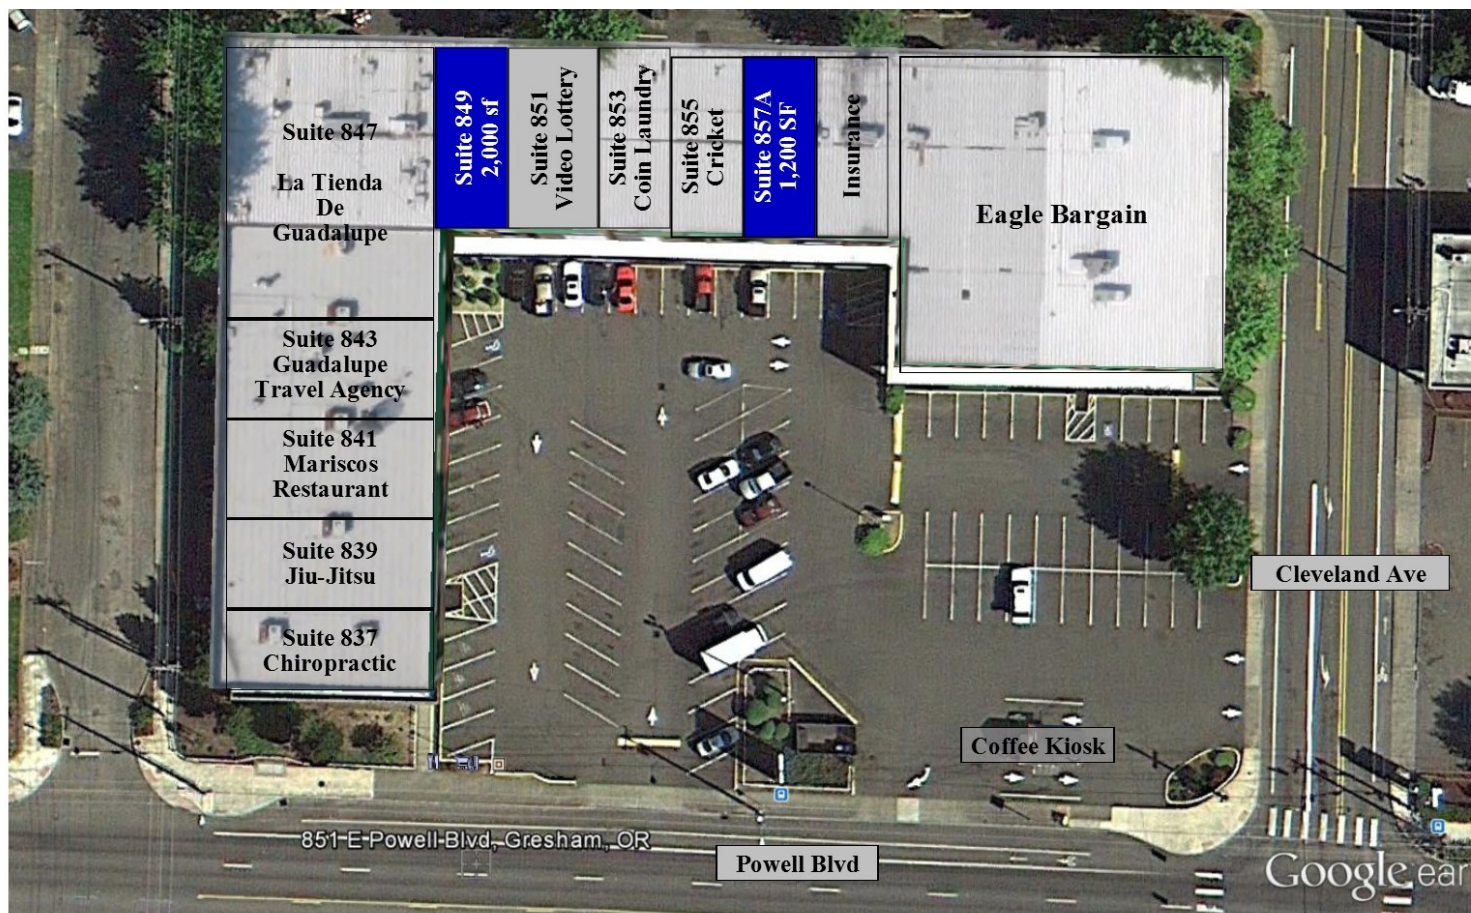 Suite 847
La Tienda
De
Guadalupe
Suite 849
2,000 sf
Suite 851
Video Lottery
Suite 853
Coin Laundry
Suite 855
Cricket
Suite 857A
1,200 SF
Insurance
Eagle Bargain
Suite 843
Guadalupe
Travel Agency
Suite 841
Mariscos
Restaurant
Suite 839
Jiu-Jitsu
Suite 837
Chiropractic
Cleveland Ave
Coffee Kiosk
851 E Powell Blvd, Gresham, OR
Powell Blvd
Google ear